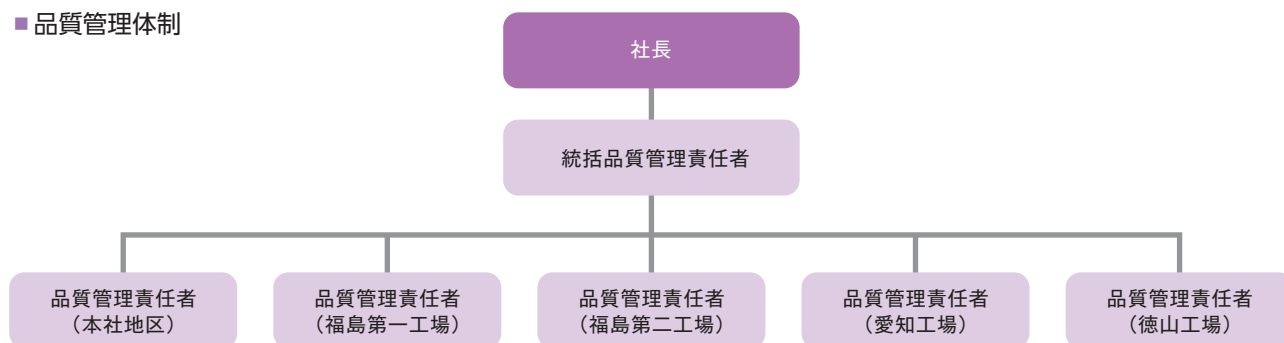 ■品質管理体制
社長
統括品質管理責任者
品質管理責任者
（本社地区）
品質管理責任者
（福島第一工場）
品質管理責任者
（福島第二工場）
品質管理責任者
（愛知工場）
品質管理責任者
（徳山工場）